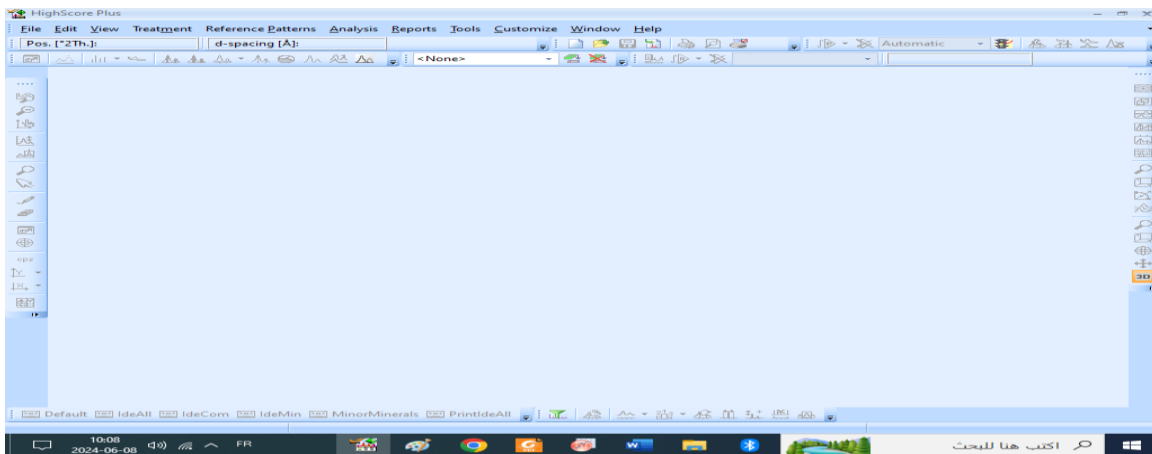 HighScore Plus
File Edit View Treatment Reference Patterns Analysis Reports Tools Customize Window Help
Pos. [°2Th.]: d-spacing [Å]: Automatic
<None>
3D
Default IdeAll IdeCom IdeMin MinorMinerals PrintIdeAll
10:08 FR اكتب هنا للبحث
2024-06-08